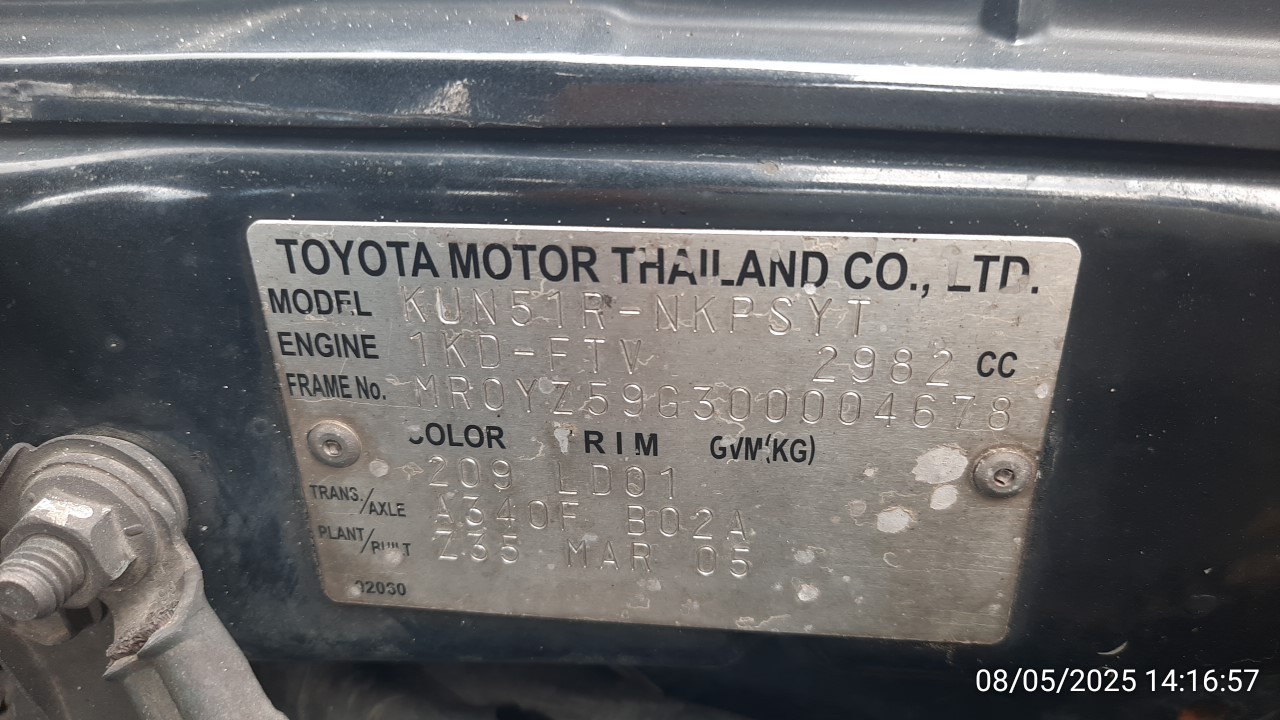 TOYOTA MOTOR THAILAND CO., LTD.
MODEL KUN51R-NKPSYT
ENGINE 1KD-FTV 2982 CC
FRAME No. MR0YZ59G300004678
COLOR TRIM GVM(KG)
209 LD01
TRANS./AXLE A340F B02A
PLANT/BUILT Z35 MAR 05
02030
08/05/2025 14:16:57